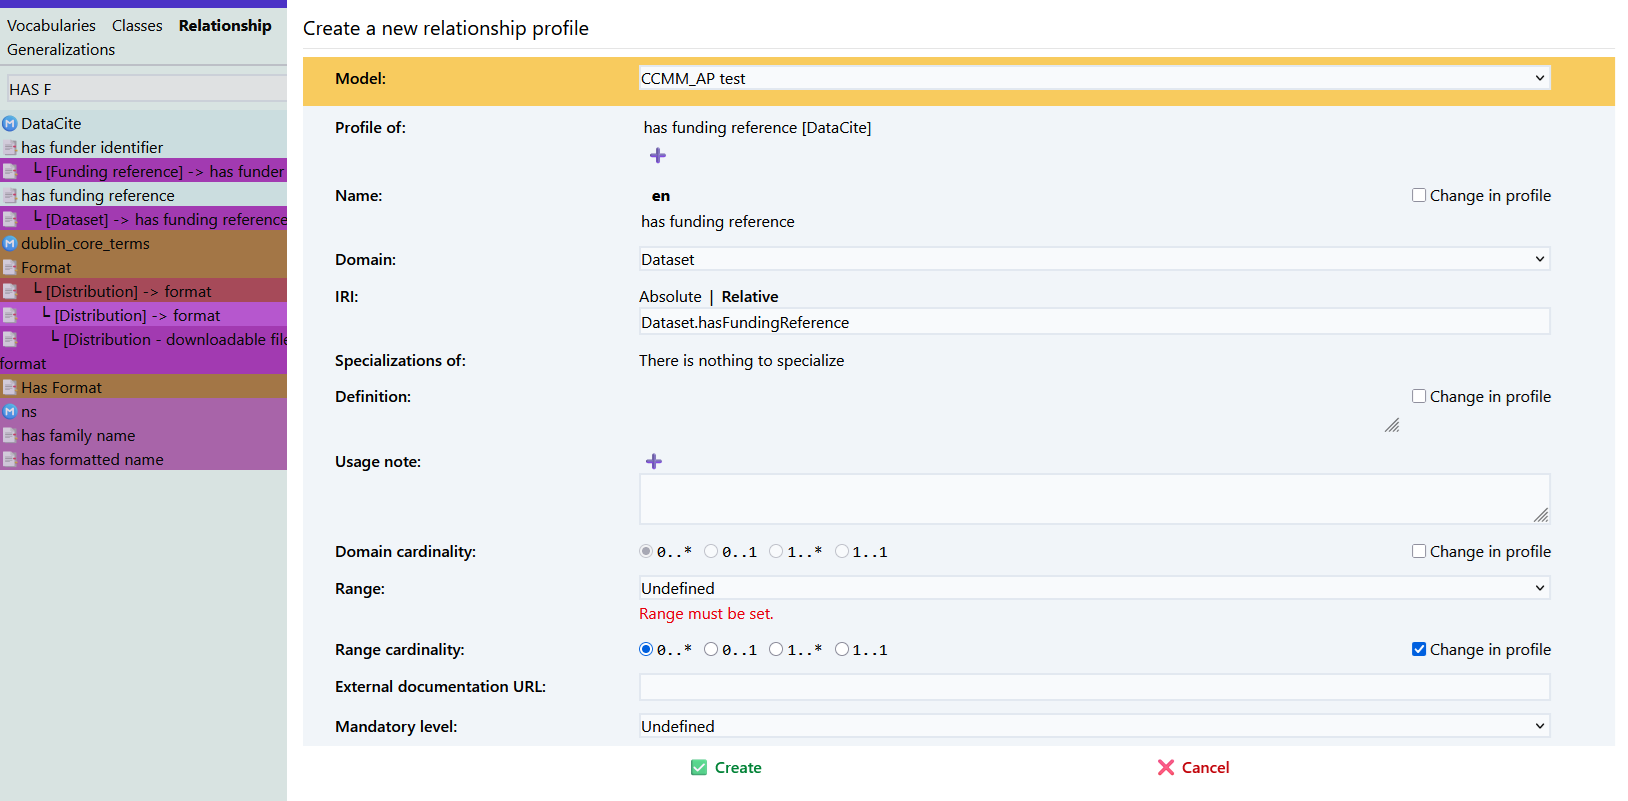 Vocabularies Classes Relationship
Generalizations
HAS F
DataCite
has funder identifier
└ [Funding reference] -> has funder
has funding reference
└ [Dataset] -> has funding reference
dublin_core_terms
Format
└ [Distribution] -> format
└ [Distribution] -> format
└ [Distribution - downloadable file
format
Has Format
ns
has family name
has formatted name
Create a new relationship profile
Model: CCMM_AP test
Profile of: has funding reference [DataCite]
Name: en Change in profile
has funding reference
Domain: Dataset
IRI: Absolute | Relative
Dataset.hasFundingReference
Specializations of: There is nothing to specialize
Definition: Change in profile
Usage note:
Domain cardinality: 0..* 0..1 1..* 1..1 Change in profile
Range: Undefined
Range must be set.
Range cardinality: 0..* 0..1 1..* 1..1 Change in profile
External documentation URL:
Mandatory level: Undefined
Create Cancel